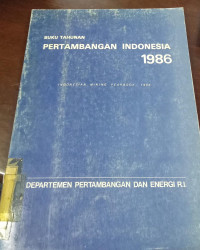 BUKU TAHUNAN
PERTAMBANGAN INDONESIA
1986
INDONESIAN MINING YEARBOOK, 1986
DEPARTEMEN PERTAMBANGAN DAN ENERGI R.I.